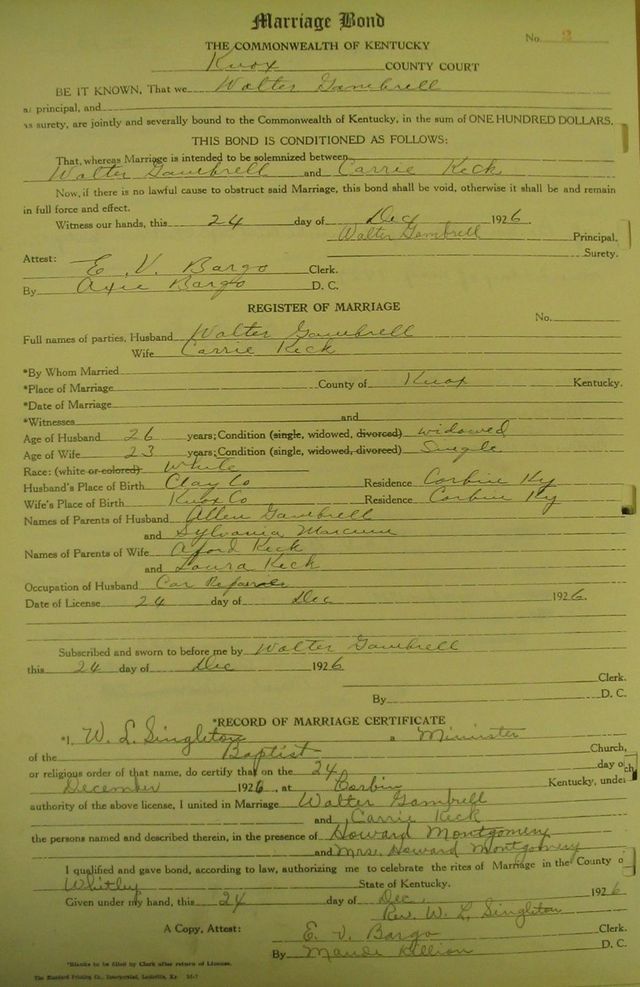 Marriage Bond
No. 2
THE COMMONWEALTH OF KENTUCKY
Knox COUNTY COURT
BE IT KNOWN, That we Walter Gambrell
as principal, and
as surety, are jointly and severally bound to the Commonwealth of Kentucky, in the sum of ONE HUNDRED DOLLARS.
THIS BOND IS CONDITIONED AS FOLLOWS:
That, whereas Marriage is intended to be solemnized between
Walter Gambrell and Carrie Keck
Now, if there is no lawful cause to obstruct said Marriage, this bond shall be void, otherwise it shall be and remain
in full force and effect.
Witness our hands, this 24 day of Dec 1926
Walter Gambrell Principal.
Surety.
Attest: E. V. Bargo Clerk.
By Axie Bargo D. C.
REGISTER OF MARRIAGE
No.
Full names of parties, Husband Walter Gambrell
Wife Carrie Keck
*By Whom Married
*Place of Marriage County of Knox Kentucky.
*Date of Marriage
*Witnesses and
Age of Husband 26 years; Condition (single, widowed, divorced) widowed
Age of Wife 23 years; Condition (single, widowed, divorced) Single
Race: (white or colored) White
Husband's Place of Birth Clay Co Residence Corbin Ky
Wife's Place of Birth Knox Co Residence Corbin Ky
Names of Parents of Husband Allen Gambrell
and Sylvania Marcum
Names of Parents of Wife Keck
and Laura Keck
Occupation of Husband Car Repairer
Date of License 24 day of Dec 1926.
Subscribed and sworn to before me by Walter Gambrell
this 24 day of Dec 1926
Clerk.
By D. C.
*RECORD OF MARRIAGE CERTIFICATE
*I, W. L. Singleton a Minister
of the Baptist Church,
or religious order of that name, do certify that on the 24 day of
December 1926, at Corbin Kentucky, under
authority of the above license, I united in Marriage Walter Gambrell
and Carrie Keck
the persons named and described therein, in the presence of Howard Montgomery
and Mrs. Howard Montgomery
I qualified and gave bond, according to law, authorizing me to celebrate the rites of Marriage in the County o
Whitley State of Kentucky.
Given under my hand, this 24 day of Dec. 1926
Rev. W. L. Singleton
A Copy, Attest: E. V. Bargo Clerk.
By Maude Killion D. C.
*Blanks to be filled by Clerk after return of License.
The Standard Printing Co., Incorporated, Louisville, Ky